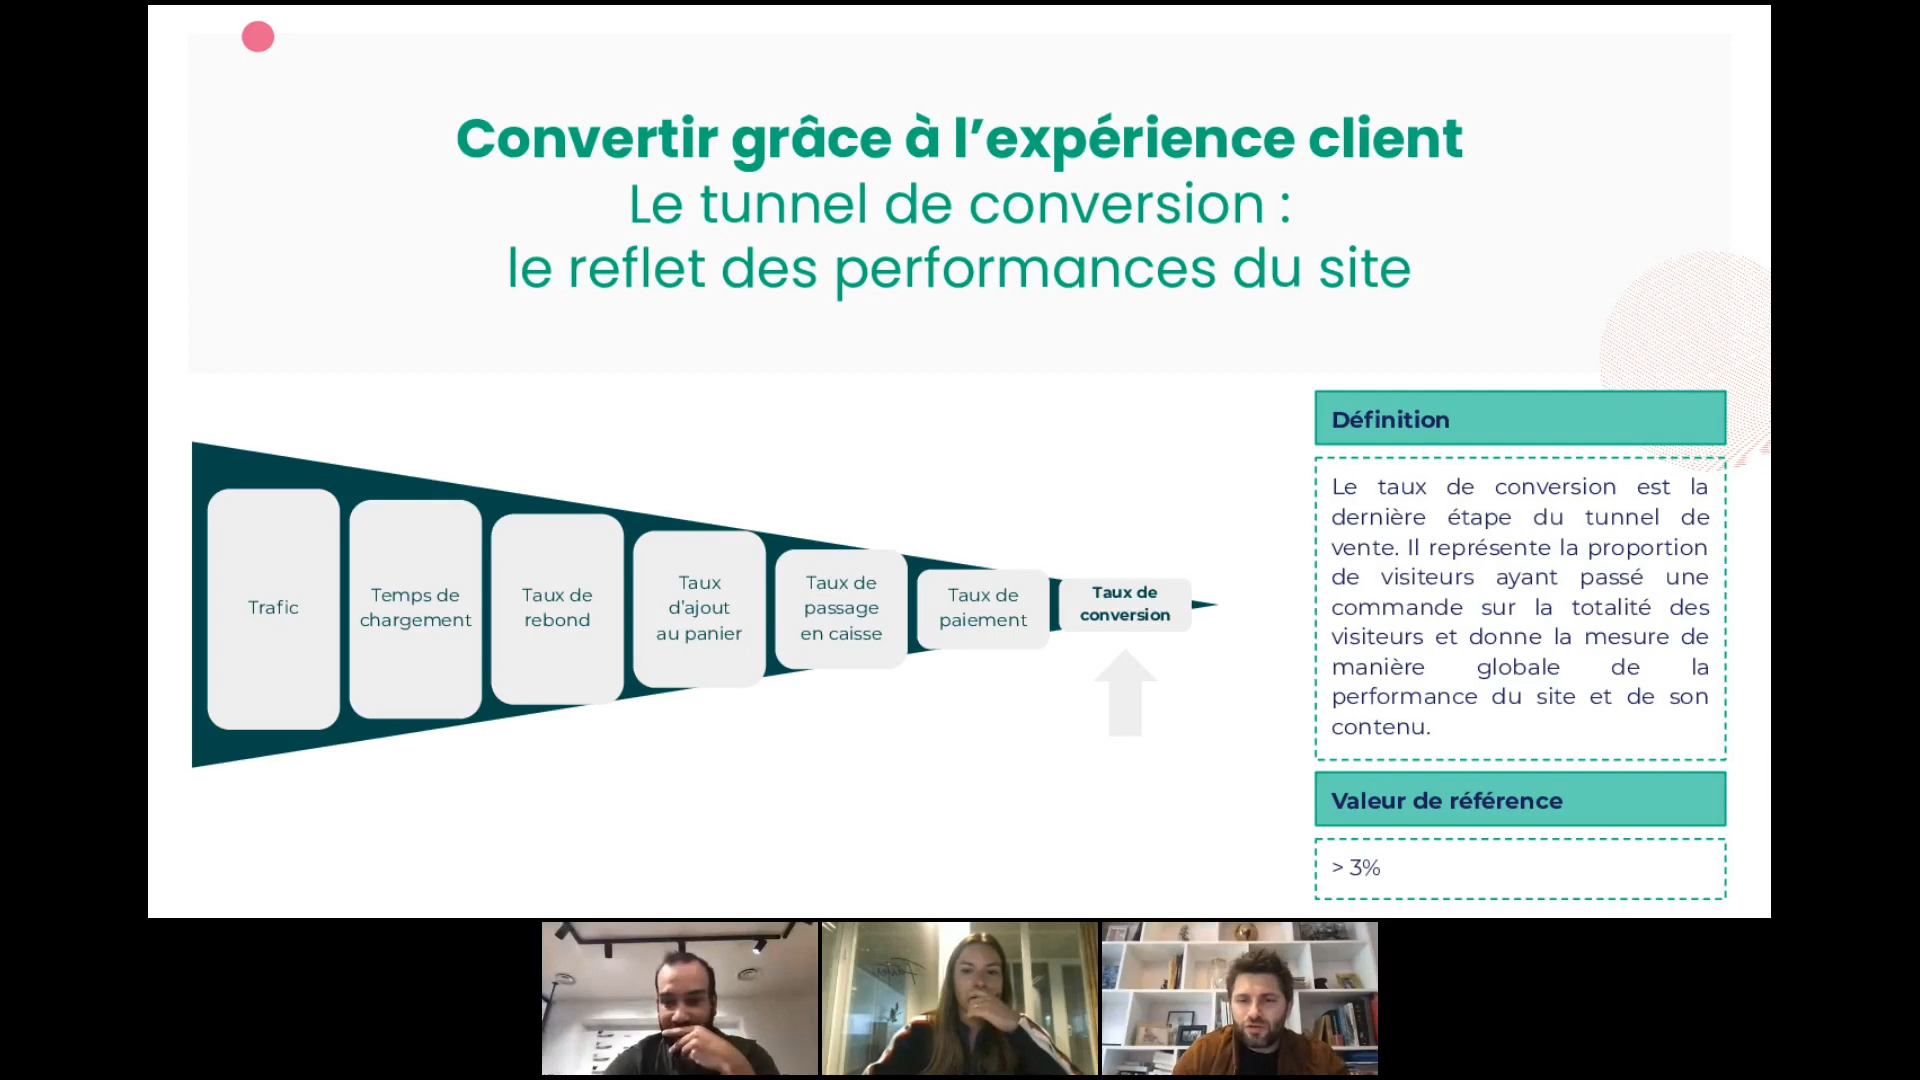 Convertir grâce à l’expérience client
Le tunnel de conversion :
le reflet des performances du site
Trafic
Temps de
chargement
Taux de
rebond
Taux
d’ajout
au panier
Taux de
passage
en caisse
Taux de
paiement
Taux de
conversion
Définition
Le taux de conversion est la
dernière étape du tunnel de
vente. Il représente la proportion
de visiteurs ayant passé une
commande sur la totalité des
visiteurs et donne la mesure de
manière globale de la
performance du site et de son
contenu.
Valeur de référence
> 3%